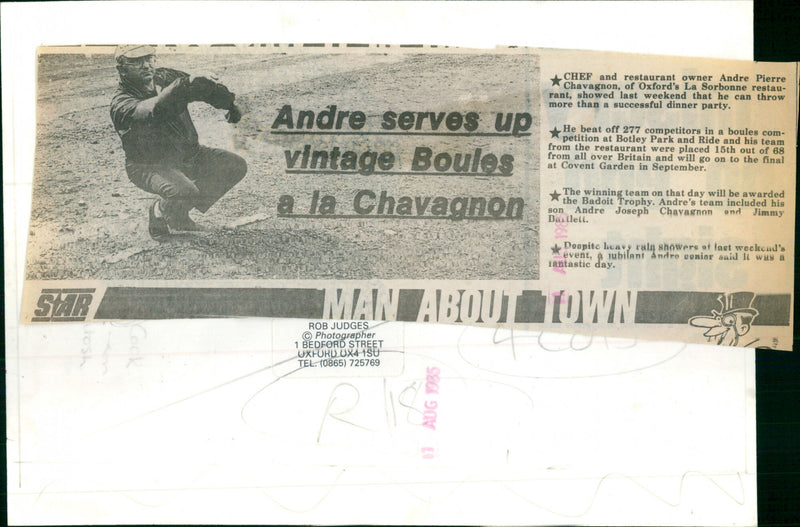 Andre serves up
vintage Boules
a la Chavagnon
CHEF and restaurant owner Andre Pierre
Chavagnon, of Oxford's La Sorbonne restau-
rant, showed last weekend that he can throw
more than a successful dinner party.
He beat off 277 competitors in a boules com-
petition at Botley Park and Ride and his team
from the restaurant were placed 15th out of 68
from all over Britain and will go on to the final
at Covent Garden in September.
The winning team on that day will be awarded
the Badoit Trophy. Andre's team included his
son Andre Joseph Chavagnon and Jimmy
Bartlett.
Despite heavy rain showers at last weekend's
event, a jubilant Andre senior said it was a
fantastic day.
STAR
MAN ABOUT TOWN
ROB JUDGES
© Photographer
1 BEDFORD STREET
OXFORD OX4 1SU
TEL. (0865) 725769
R 118
AUG 1985